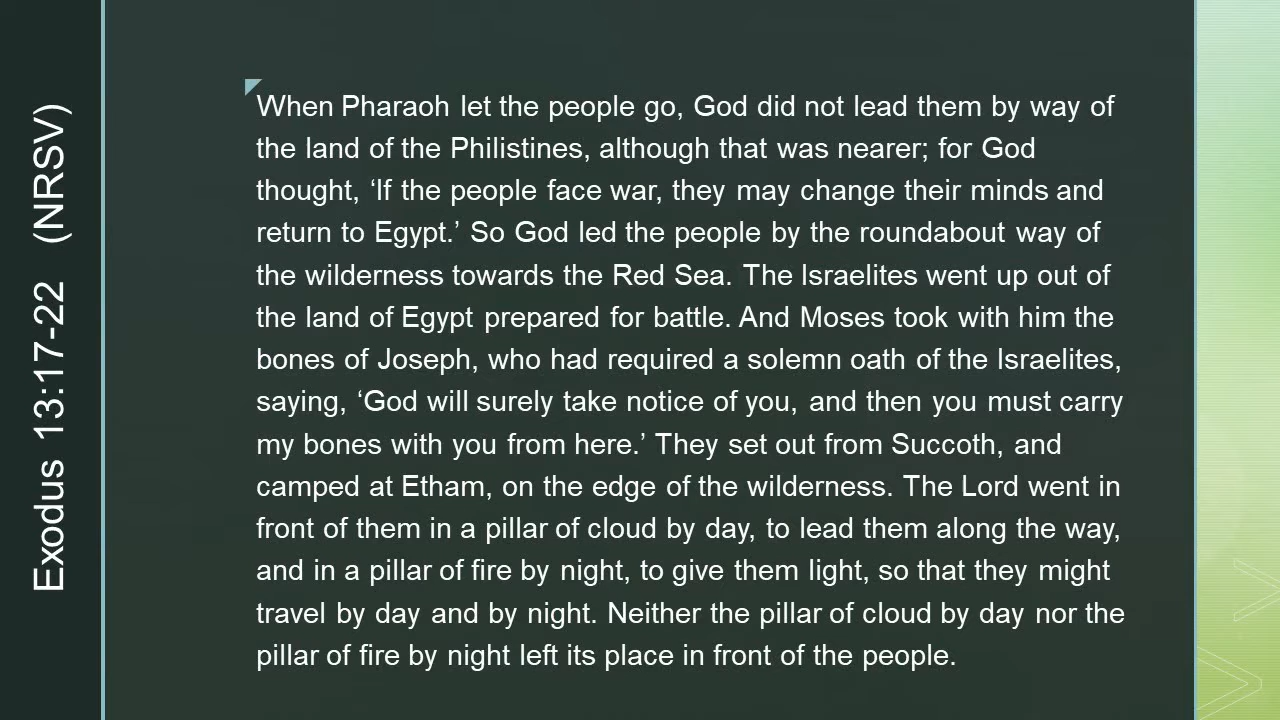 Exodus 13:17-22 (NRSV)
When Pharaoh let the people go, God did not lead them by way of
the land of the Philistines, although that was nearer; for God
thought, ‘If the people face war, they may change their minds and
return to Egypt.’ So God led the people by the roundabout way of
the wilderness towards the Red Sea. The Israelites went up out of
the land of Egypt prepared for battle. And Moses took with him the
bones of Joseph, who had required a solemn oath of the Israelites,
saying, ‘God will surely take notice of you, and then you must carry
my bones with you from here.’ They set out from Succoth, and
camped at Etham, on the edge of the wilderness. The Lord went in
front of them in a pillar of cloud by day, to lead them along the way,
and in a pillar of fire by night, to give them light, so that they might
travel by day and by night. Neither the pillar of cloud by day nor the
pillar of fire by night left its place in front of the people.